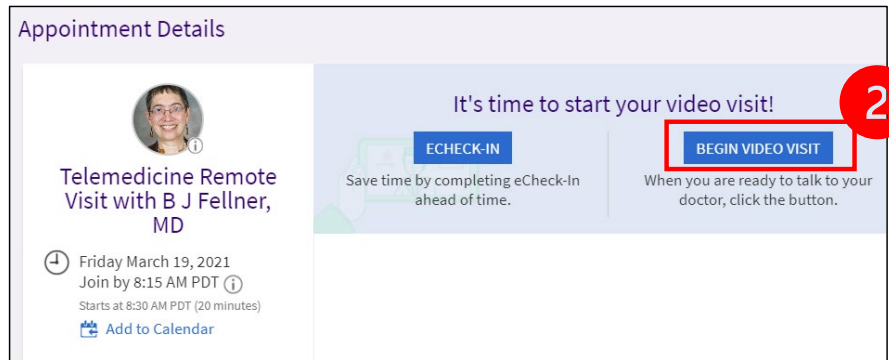 Appointment Details
Telemedicine Remote
Visit with B J Fellner,
MD
Friday March 19, 2021
Join by 8:15 AM PDT
Starts at 8:30 AM PDT (20 minutes)
Add to Calendar
It's time to start your video visit!
ECHECK-IN
Save time by completing eCheck-In
ahead of time.
BEGIN VIDEO VISIT
When you are ready to talk to your
doctor, click the button.
2